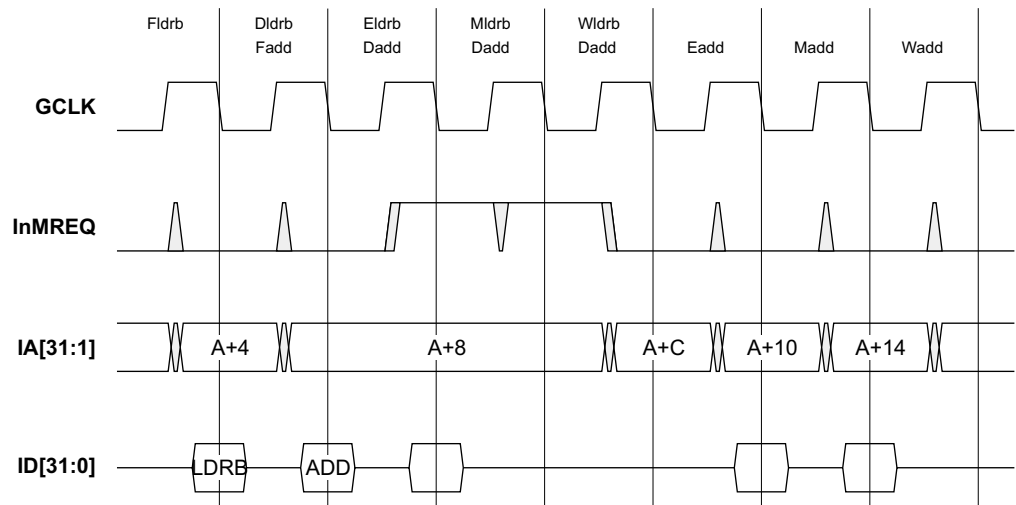 Fldrb Dldrb Eldrb Mldrb Wldrb
Fadd Dadd Dadd Dadd Eadd Madd Wadd
GCLK
InMREQ
IA[31:1] A+4 A+8 A+C A+10 A+14
ID[31:0] LDRB ADD